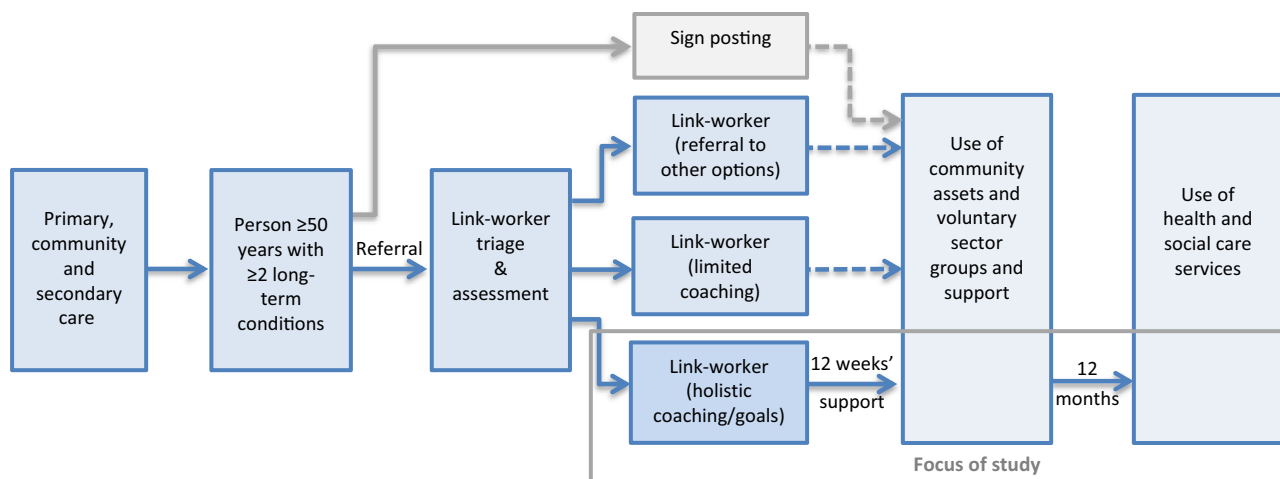 Sign posting
Primary,
community
and
secondary
care
Person ≥50
years with
≥2 long-
term
conditions
Referral
Link-worker
triage
&
assessment
Link-worker
(referral to
other options)
Link-worker
(limited
coaching)
Link-worker
(holistic
coaching/goals)
12 weeks’
support
Use of
community
assets and
voluntary
sector
groups and
support
12
months
Use of
health and
social care
services
Focus of study